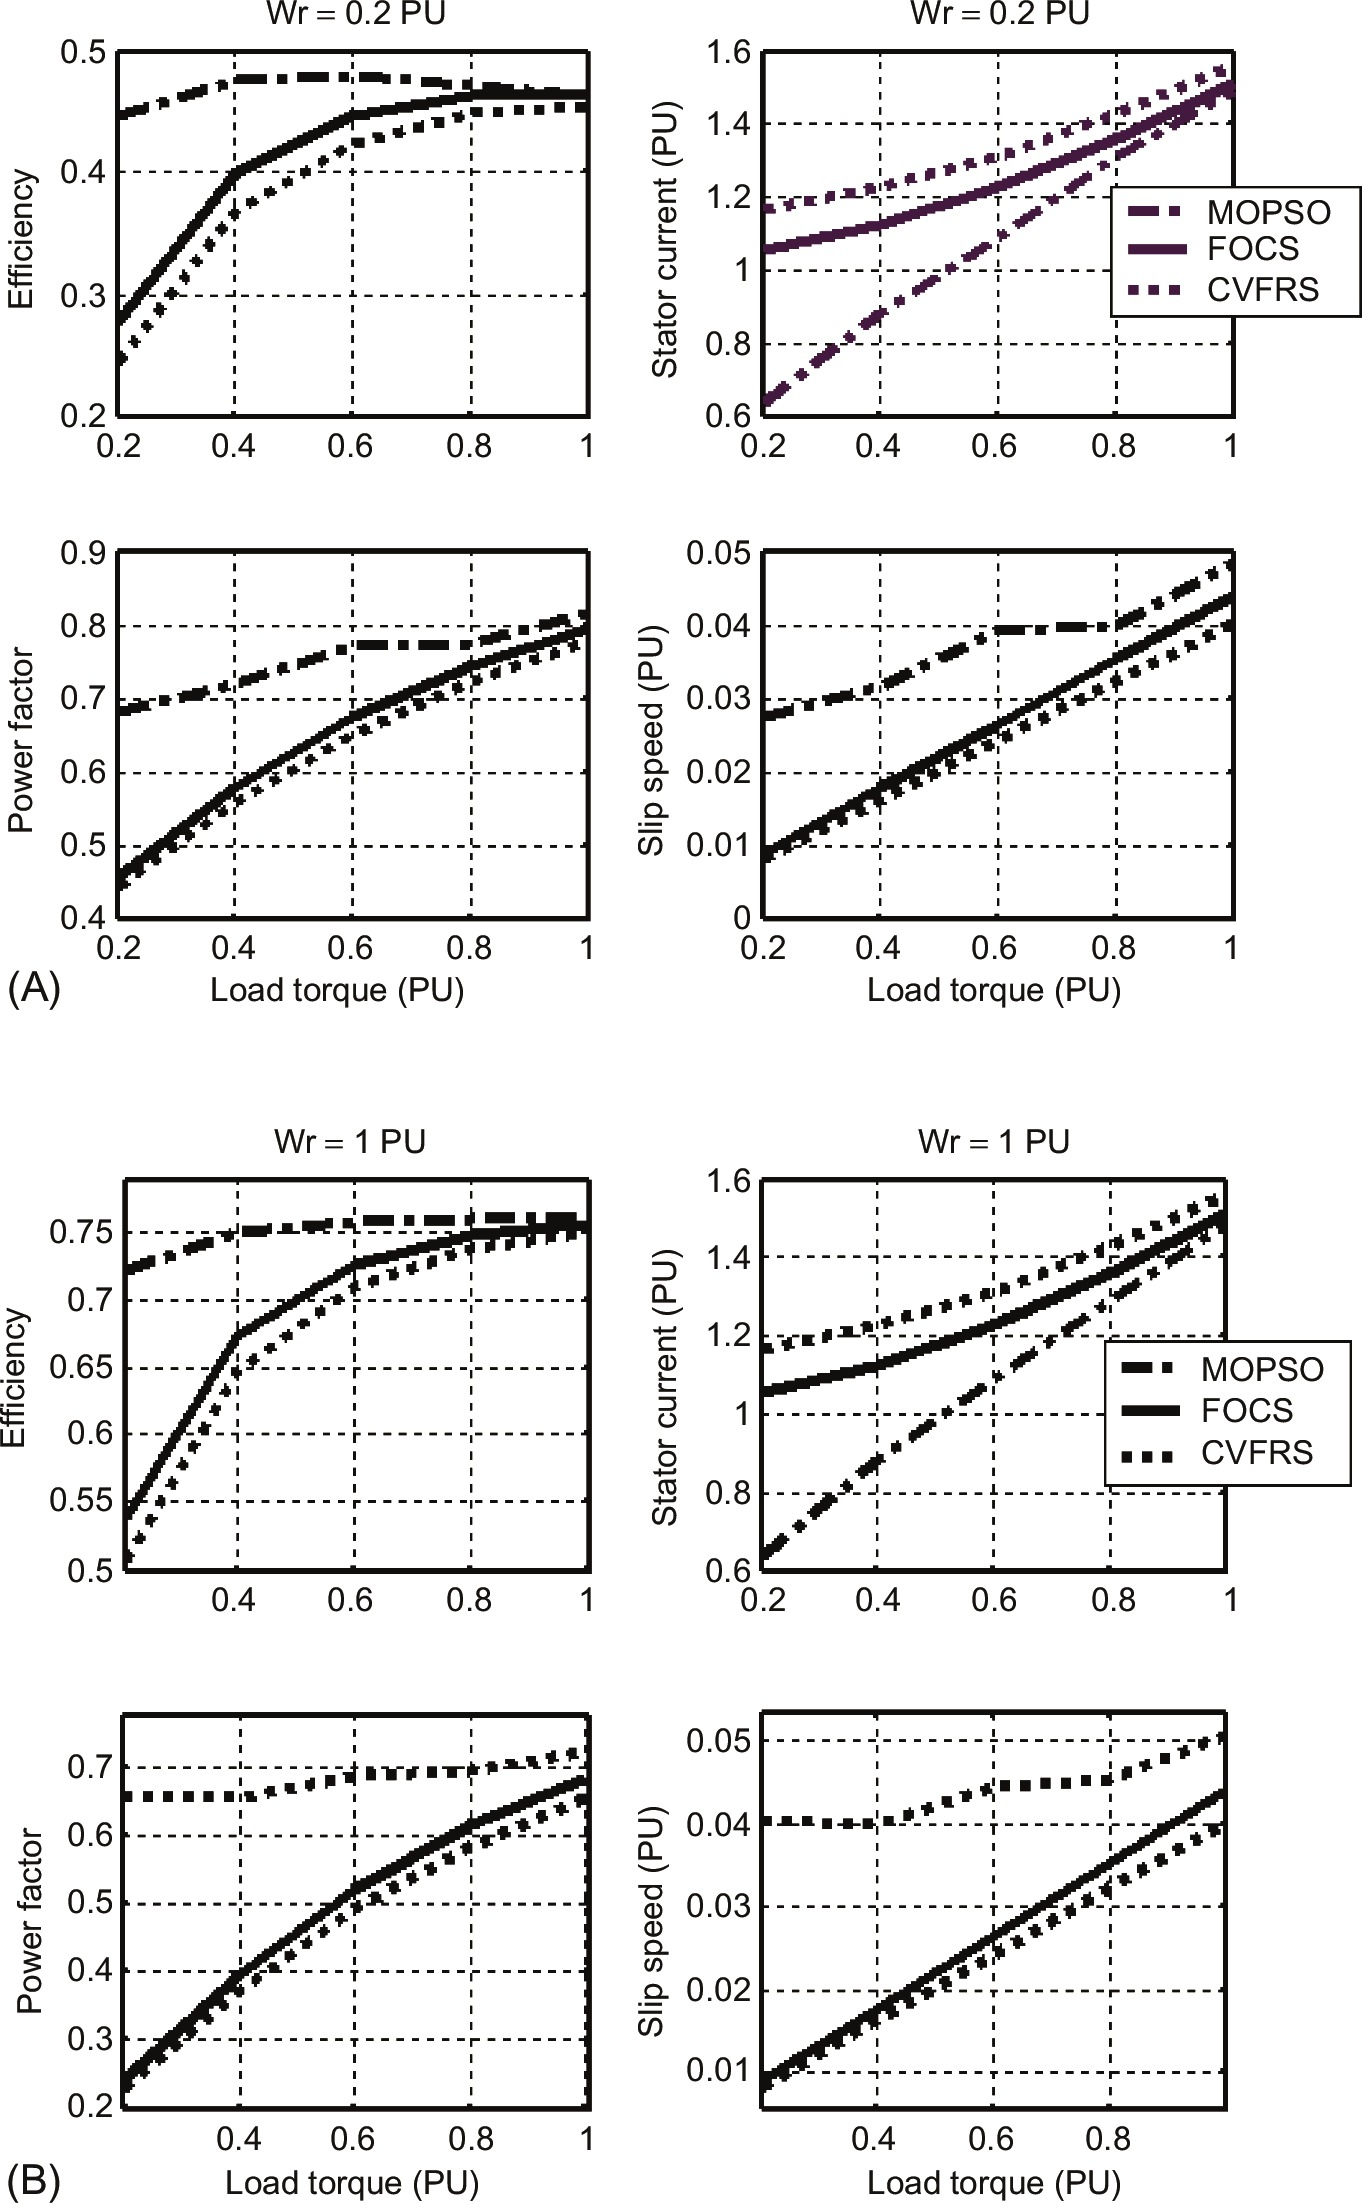 Wr = 0.2 PU
Wr = 0.2 PU
Efficiency
0.5
0.4
0.3
0.2
0.2 0.4 0.6 0.8 1
Stator current (PU)
1.6
1.4
1.2
1
0.8
0.6
0.2 0.4 0.6 0.8 1
MOPSO
FOCS
CVFRS
Power factor
0.9
0.8
0.7
0.6
0.5
0.4
0.2 0.4 0.6 0.8 1
Load torque (PU)
Slip speed (PU)
0.05
0.04
0.03
0.02
0.01
0
0.2 0.4 0.6 0.8 1
Load torque (PU)
(A)
Wr = 1 PU
Wr = 1 PU
Efficiency
0.75
0.7
0.65
0.6
0.55
0.5
0.4 0.6 0.8 1
Stator current (PU)
1.6
1.4
1.2
1
0.8
0.6
0.2 0.4 0.6 0.8 1
MOPSO
FOCS
CVFRS
Power factor
0.7
0.6
0.5
0.4
0.3
0.2
0.4 0.6 0.8 1
Load torque (PU)
Slip speed (PU)
0.05
0.04
0.03
0.02
0.01
0.4 0.6 0.8
Load torque (PU)
(B)